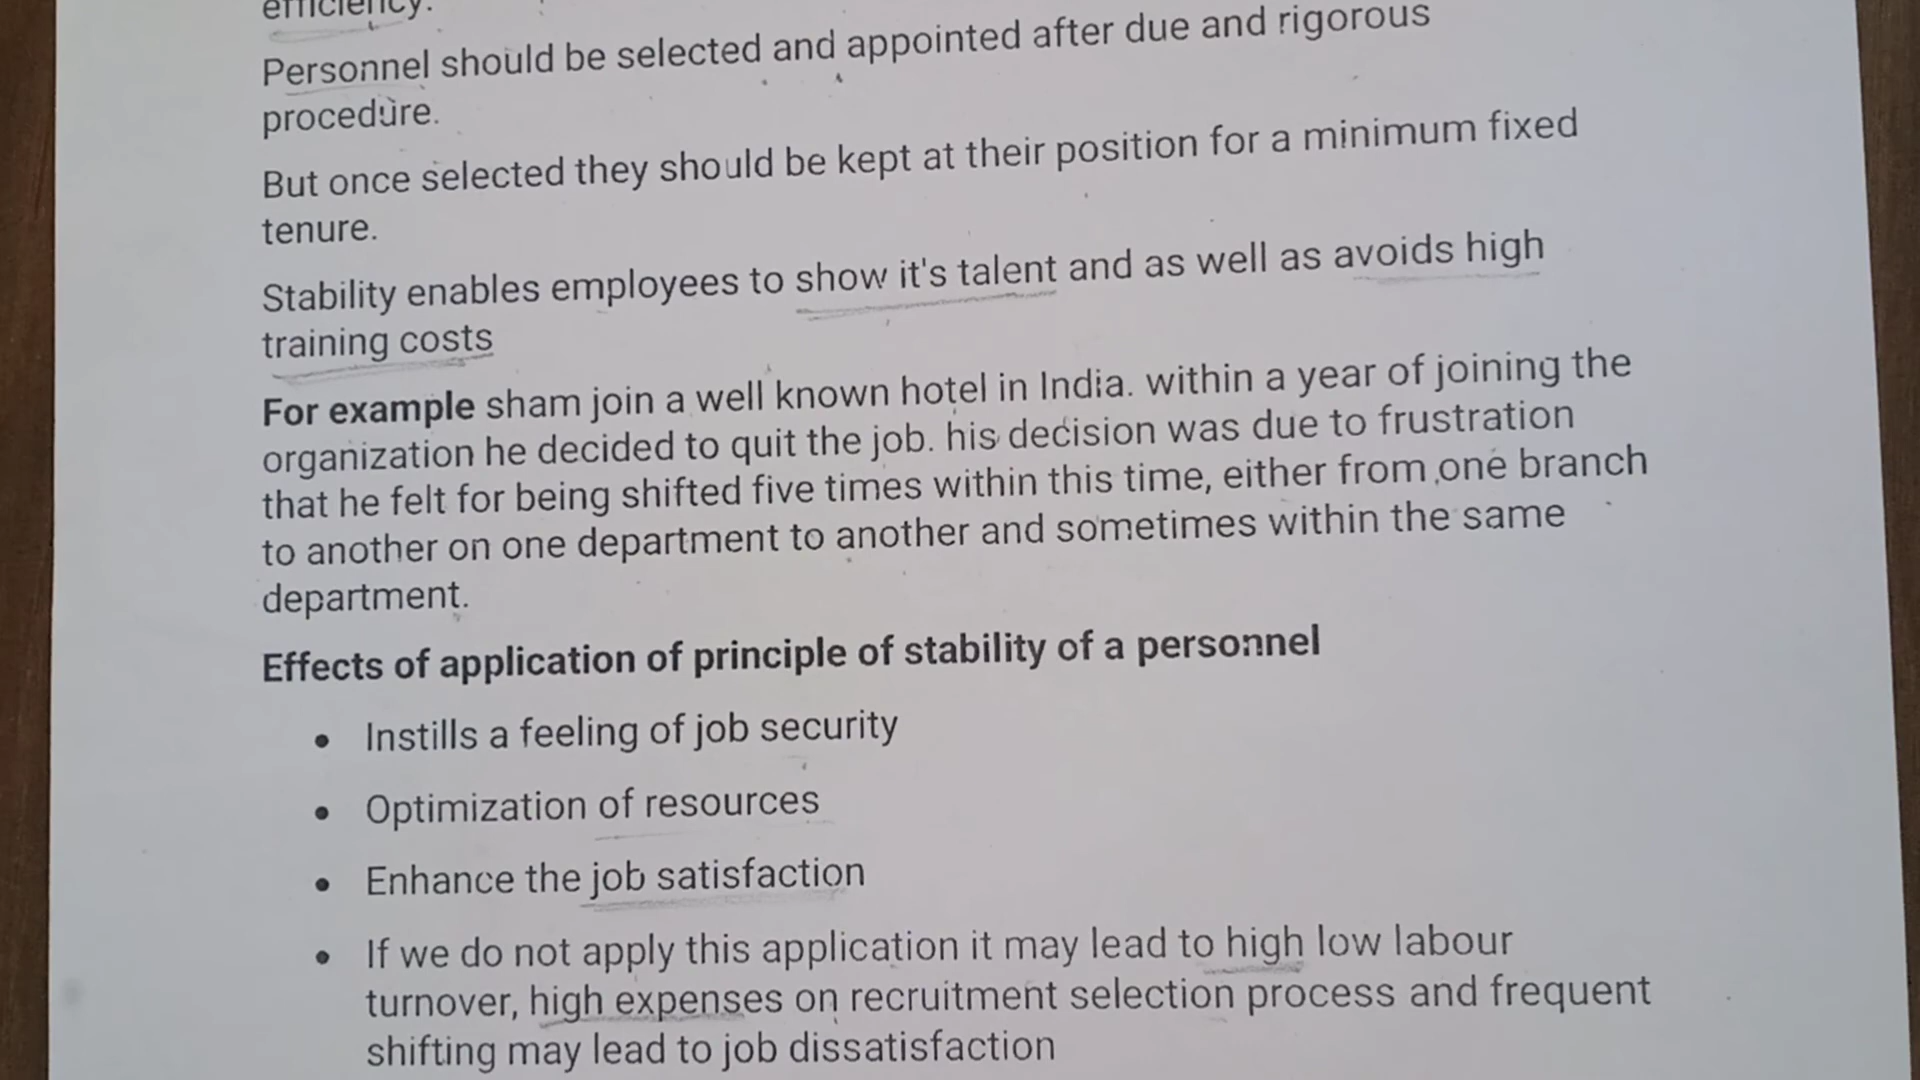 efficiency.
Personnel should be selected and appointed after due and rigorous
procedure.
But once selected they should be kept at their position for a minimum fixed
tenure.
Stability enables employees to show it's talent and as well as avoids high
training costs
For example sham join a well known hotel in India. within a year of joining the
organization he decided to quit the job. his decision was due to frustration
that he felt for being shifted five times within this time, either from one branch
to another on one department to another and sometimes within the same
department.
Effects of application of principle of stability of a personnel
• Instills a feeling of job security
• Optimization of resources
• Enhance the job satisfaction
• If we do not apply this application it may lead to high low labour
turnover, high expenses on recruitment selection process and frequent
shifting may lead to job dissatisfaction